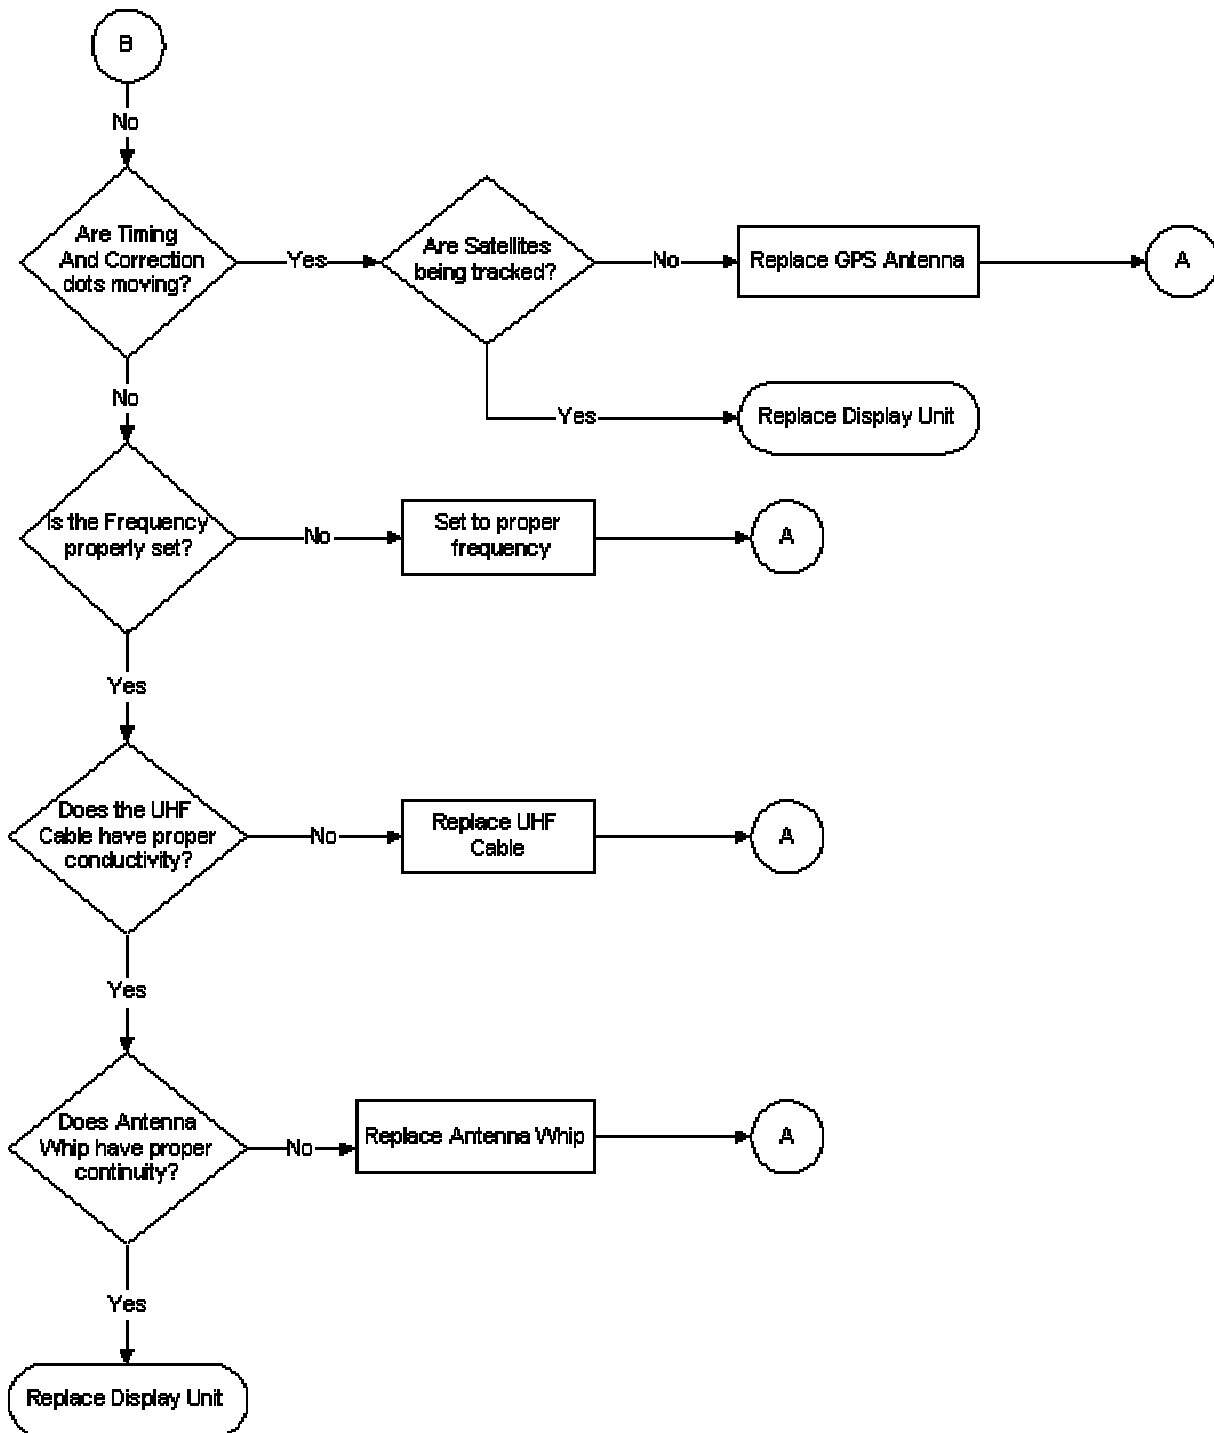 B
No
Are Timing
And Correction
dots moving?
Yes
Are Satellites
being tracked?
No
Replace GPS Antenna
A
No
Yes
Replace Display Unit
Is the Frequency
properly set?
No
Set to proper
frequency
A
Yes
Does the UHF
Cable have proper
conductivity?
No
Replace UHF
Cable
A
Yes
Does Antenna
Whip have proper
continuity?
No
Replace Antenna Whip
A
Yes
Replace Display Unit